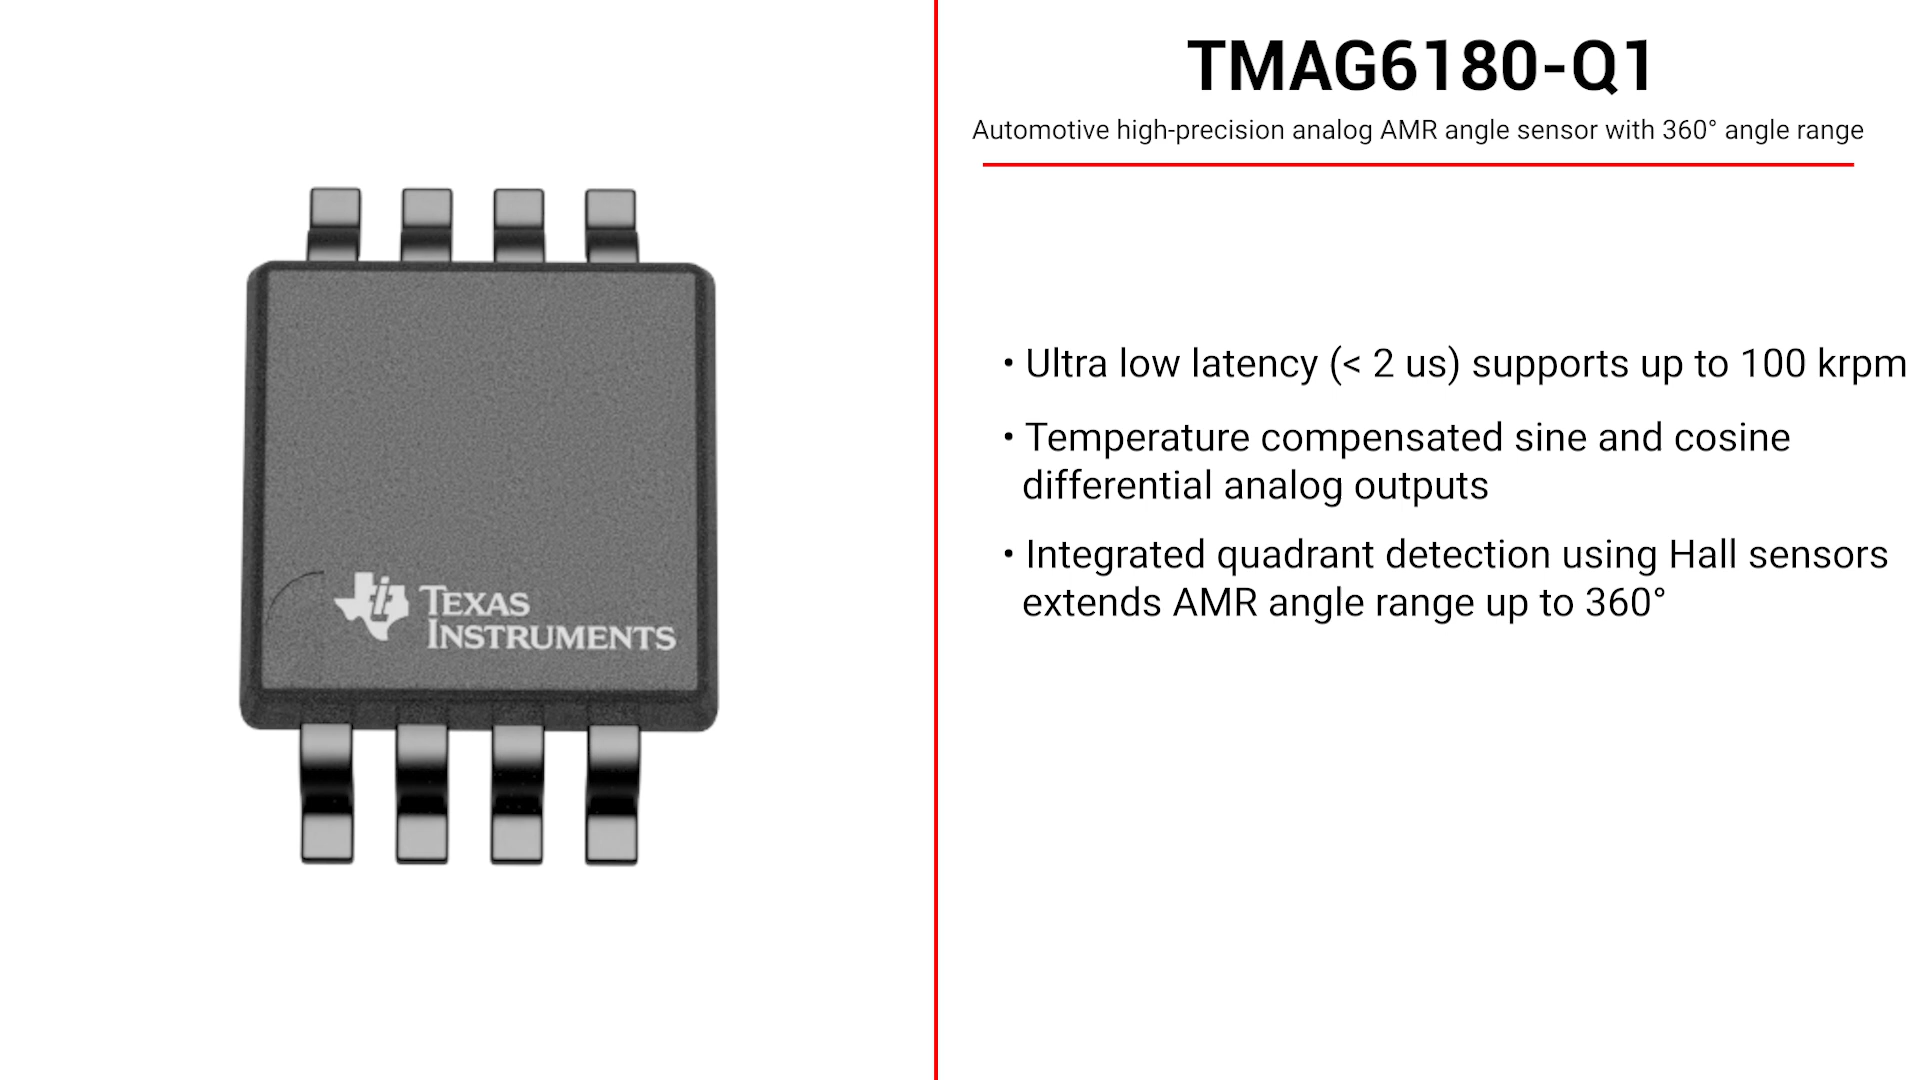 TMAG6180-Q1
Automotive high-precision analog AMR angle sensor with 360° angle range
• Ultra low latency (< 2 us) supports up to 100 krpm
• Temperature compensated sine and cosine
differential analog outputs
• Integrated quadrant detection using Hall sensors
extends AMR angle range up to 360°
TEXAS
INSTRUMENTS